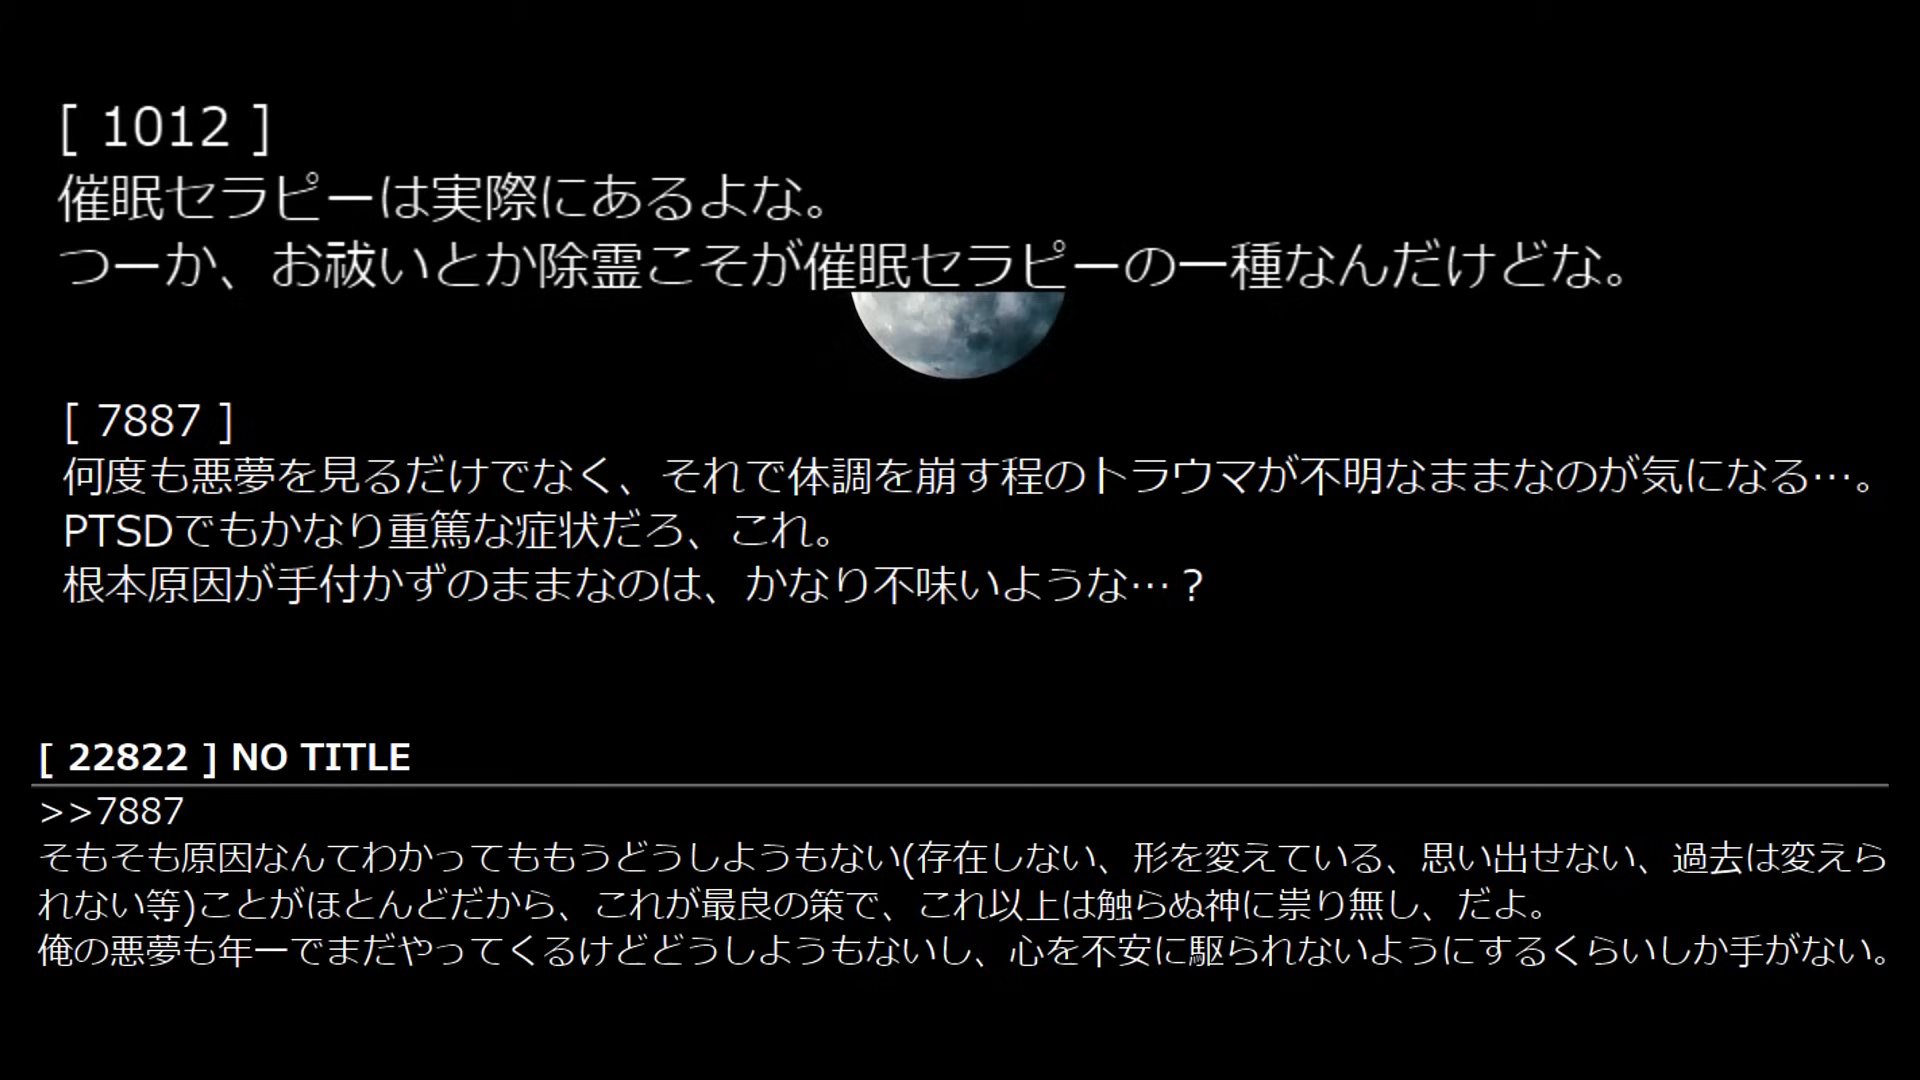 [ 1012 ]
催眠セラピーは実際にあるよな。
つーか、お祓いとか除霊こそが催眠セラピーの一種なんだけどな。
[ 7887 ]
何度も悪夢を見るだけでなく、それで体調を崩す程のトラウマが不明なままなのが気になる…。
PTSDでもかなり重篤な症状だろ、これ。
根本原因が手付かずのままなのは、かなり不味いような…？
[ 22822 ] NO TITLE
>>7887
そもそも原因なんてわかってももうどうしようもない(存在しない、形を変えている、思い出せない、過去は変えら
れない等)ことがほとんどだから、これが最良の策で、これ以上は触らぬ神に祟り無し、だよ。
俺の悪夢も年一でまだやってくるけどどうしようもないし、心を不安に駆られないようにするくらいしか手がない。